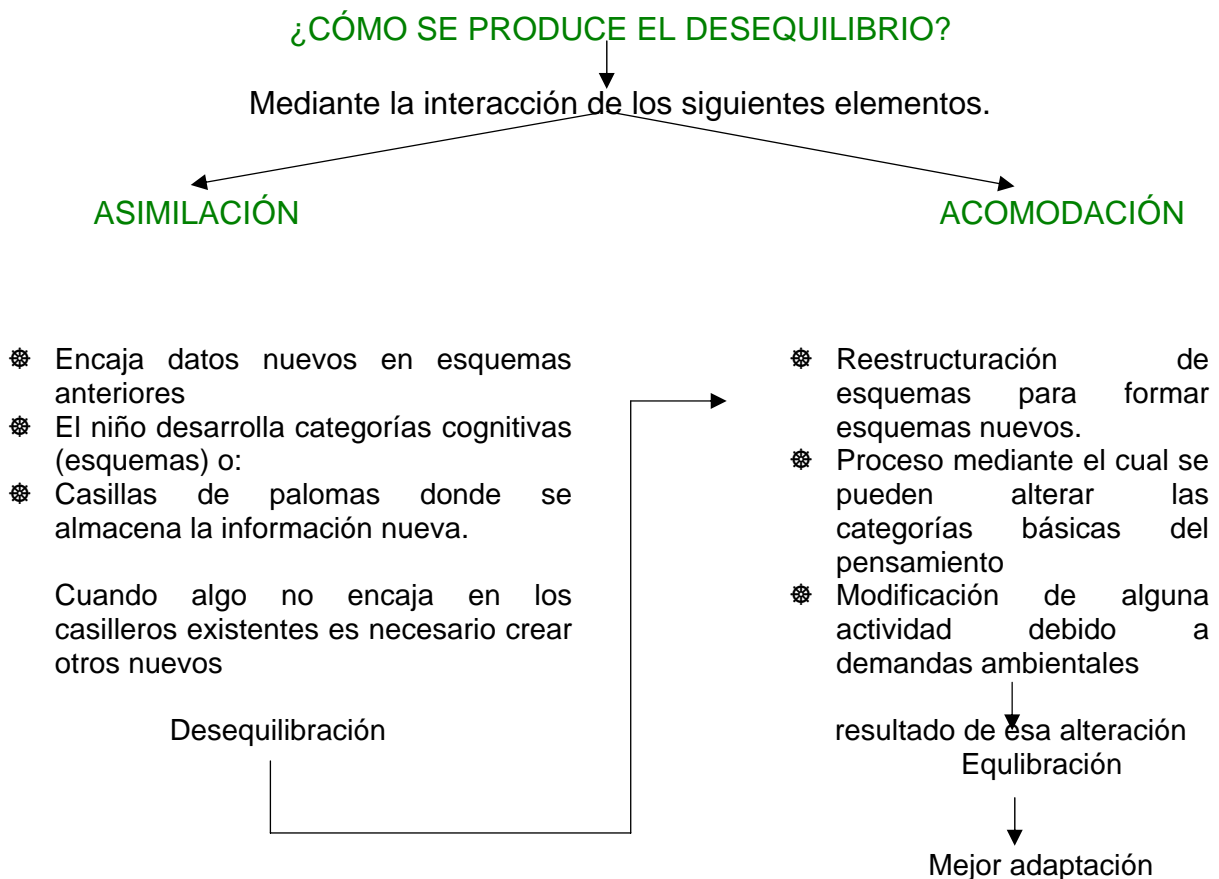 ¿CÓMO SE PRODUCE EL DESEQUILIBRIO?
Mediante la interacción de los siguientes elementos.
ASIMILACIÓN
ACOMODACIÓN
Encaja datos nuevos en esquemas
anteriores
El niño desarrolla categorías cognitivas
(esquemas) o:
Casillas de palomas donde se
almacena la información nueva.
Cuando algo no encaja en los
casilleros existentes es necesario crear
otros nuevos
Desequilibración
Reestructuración de
esquemas para formar
esquemas nuevos.
Proceso mediante el cual se
pueden alterar las
categorías básicas del
pensamiento
Modificación de alguna
actividad debido a
demandas ambientales
resultado de esa alteración
Equlibración
Mejor adaptación